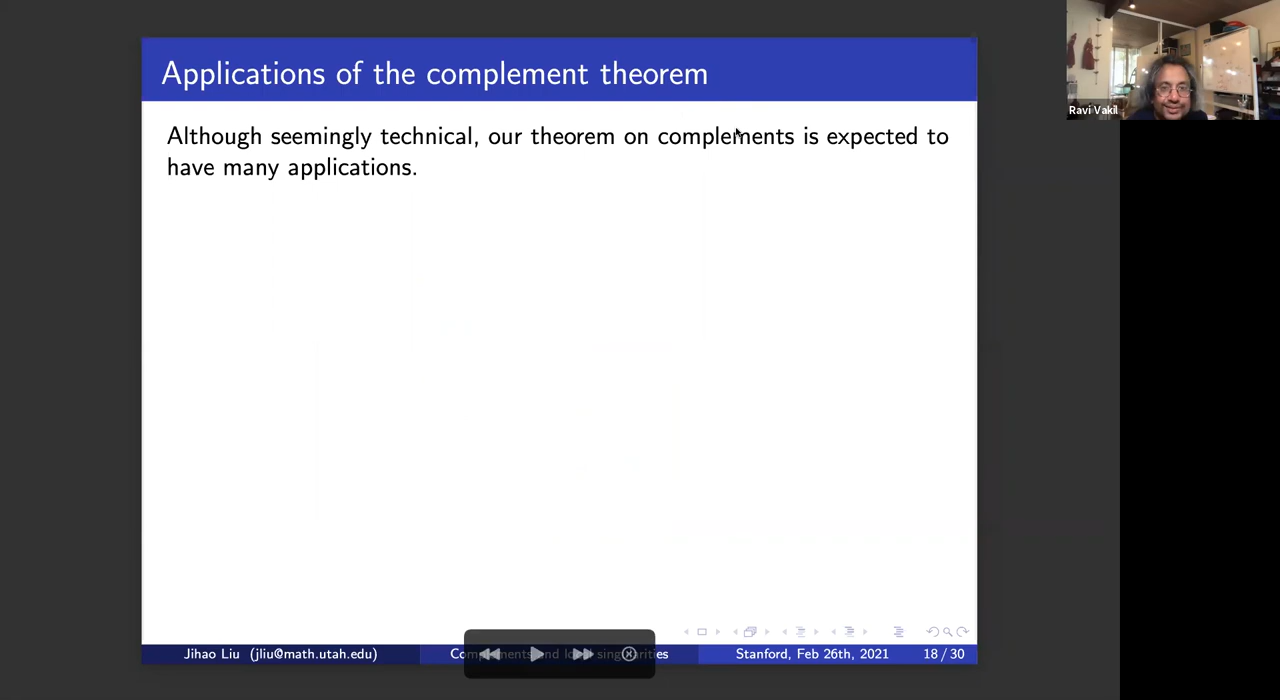 Applications of the complement theorem
Ravi Vakil
Although seemingly technical, our theorem on complements is expected to
have many applications.
Jihao Liu (jliu@math.utah.edu)
Stanford, Feb 26th, 2021
18 / 30